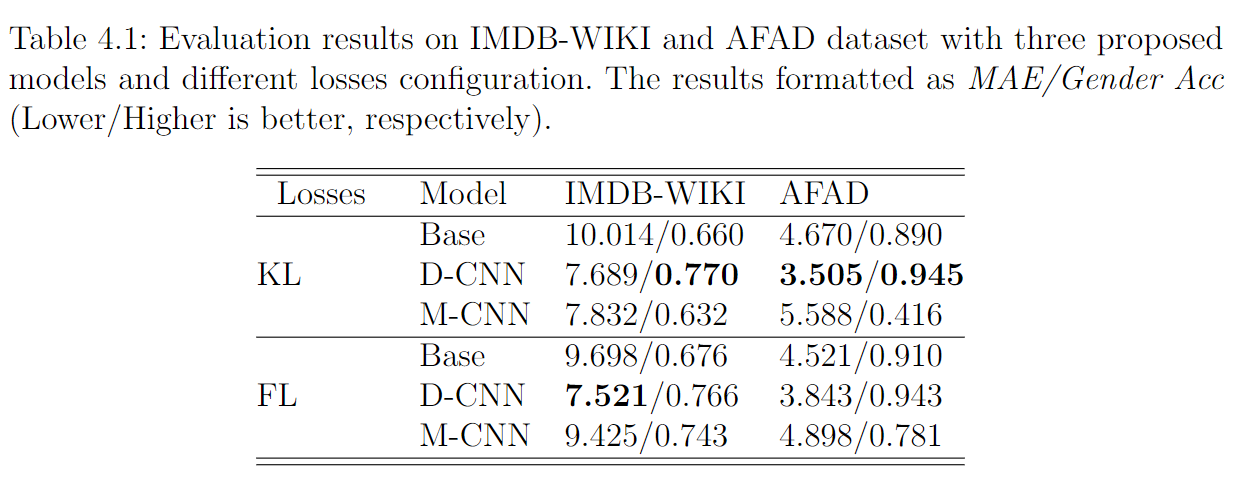 Table 4.1: Evaluation results on IMDB-WIKI and AFAD dataset with three proposed
models and different losses configuration. The results formatted as MAE/Gender Acc
(Lower/Higher is better, respectively).
Losses Model IMDB-WIKI AFAD
Base 10.014/0.660 4.670/0.890
KL D-CNN 7.689/0.770 3.505/0.945
M-CNN 7.832/0.632 5.588/0.416
Base 9.698/0.676 4.521/0.910
FL D-CNN 7.521/0.766 3.843/0.943
M-CNN 9.425/0.743 4.898/0.781